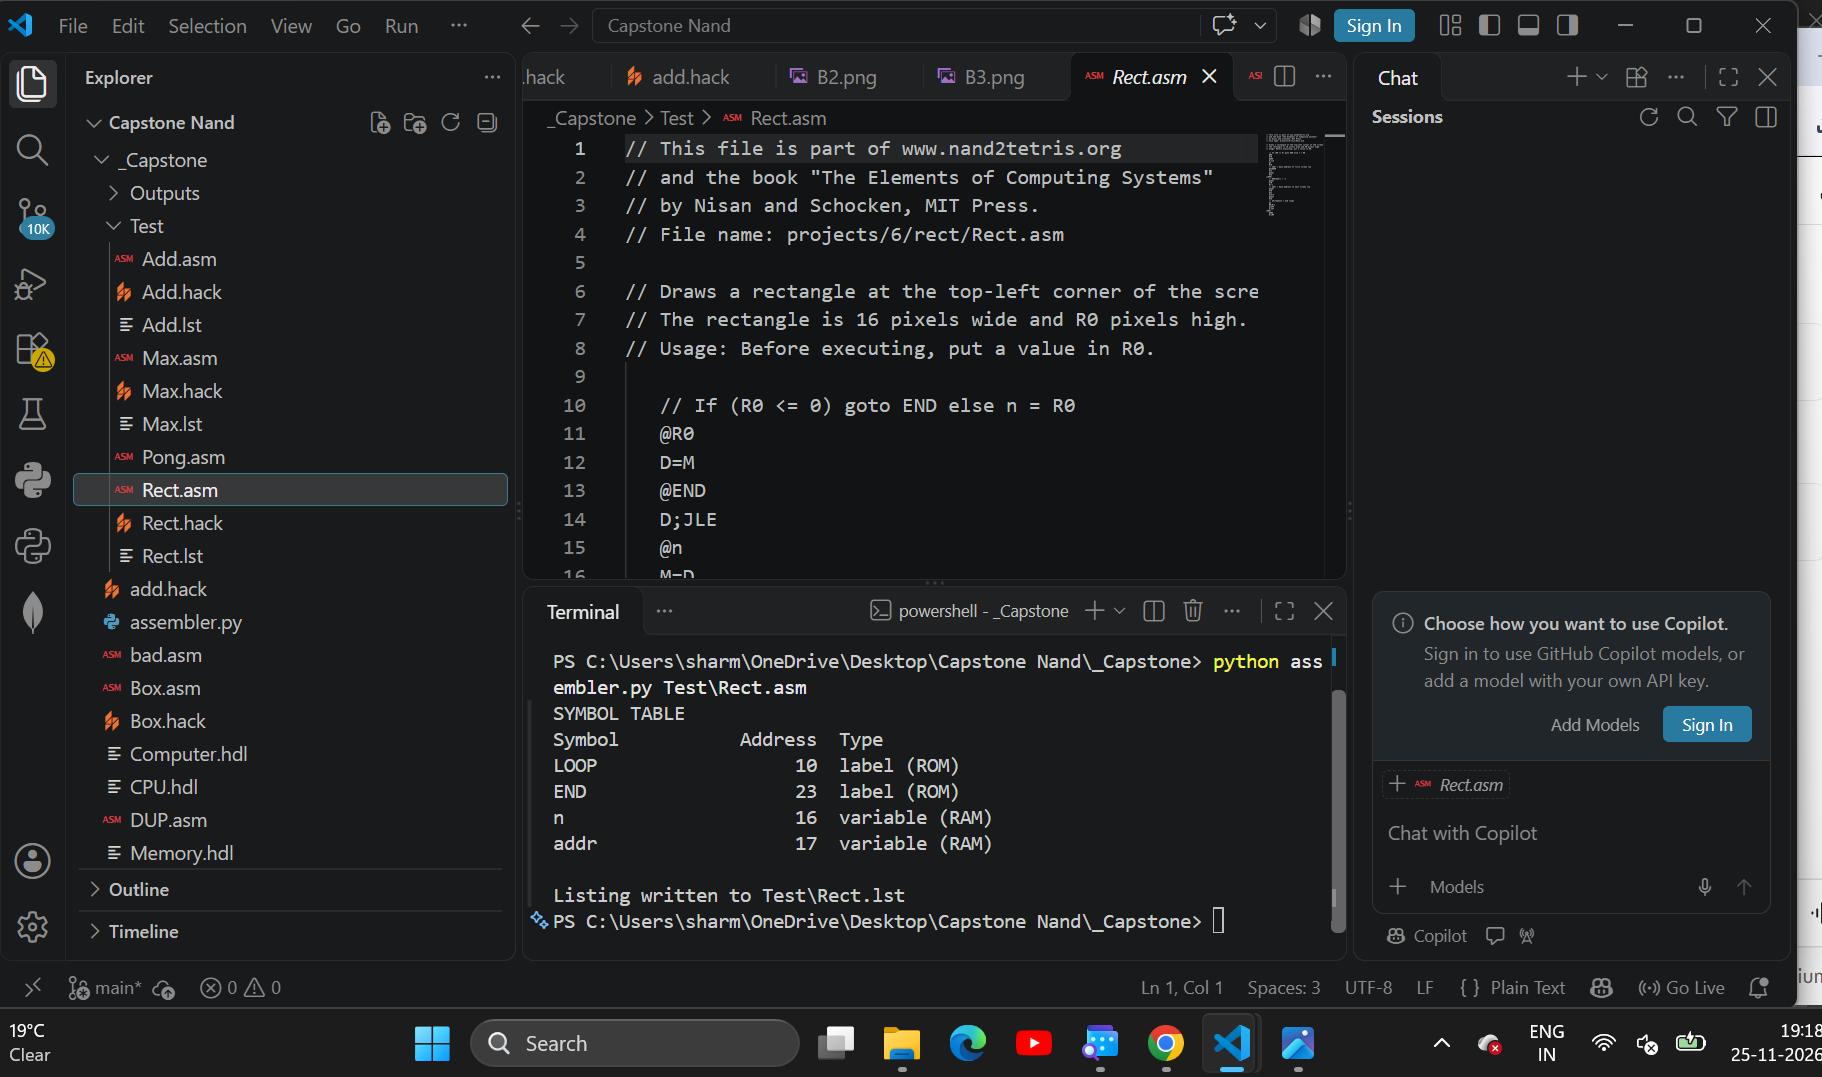 File Edit Selection View Go Run ··· Capstone Nand Sign In
Explorer
Capstone Nand
_Capstone
Outputs
Test
ASM Add.asm
Add.hack
Add.lst
ASM Max.asm
Max.hack
Max.lst
ASM Pong.asm
ASM Rect.asm
Rect.hack
Rect.lst
add.hack
assembler.py
ASM bad.asm
ASM Box.asm
Box.hack
Computer.hdl
CPU.hdl
ASM DUP.asm
Memory.hdl
Outline
Timeline
10K
.hack add.hack B2.png B3.png ASM Rect.asm
_Capstone > Test > ASM Rect.asm
1 // This file is part of www.nand2tetris.org
2 // and the book "The Elements of Computing Systems"
3 // by Nisan and Schocken, MIT Press.
4 // File name: projects/6/rect/Rect.asm
5
6 // Draws a rectangle at the top-left corner of the scre
7 // The rectangle is 16 pixels wide and R0 pixels high.
8 // Usage: Before executing, put a value in R0.
9
10 // If (R0 <= 0) goto END else n = R0
11 @R0
12 D=M
13 @END
14 D;JLE
15 @n
16 M=D
Terminal ··· powershell - _Capstone
PS C:\Users\sharm\OneDrive\Desktop\Capstone Nand\_Capstone> python ass
embler.py Test\Rect.asm
SYMBOL TABLE
Symbol Address Type
LOOP 10 label (ROM)
END 23 label (ROM)
n 16 variable (RAM)
addr 17 variable (RAM)
Listing written to Test\Rect.lst
PS C:\Users\sharm\OneDrive\Desktop\Capstone Nand\_Capstone>
Chat
Sessions
Choose how you want to use Copilot.
Sign in to use GitHub Copilot models, or
add a model with your own API key.
Add Models Sign In
ASM Rect.asm
Chat with Copilot
Models
Copilot
main* 0 0 Ln 1, Col 1 Spaces: 3 UTF-8 LF { } Plain Text Go Live
19°C
Clear
Search
ENG
IN
19:18
25-11-2026